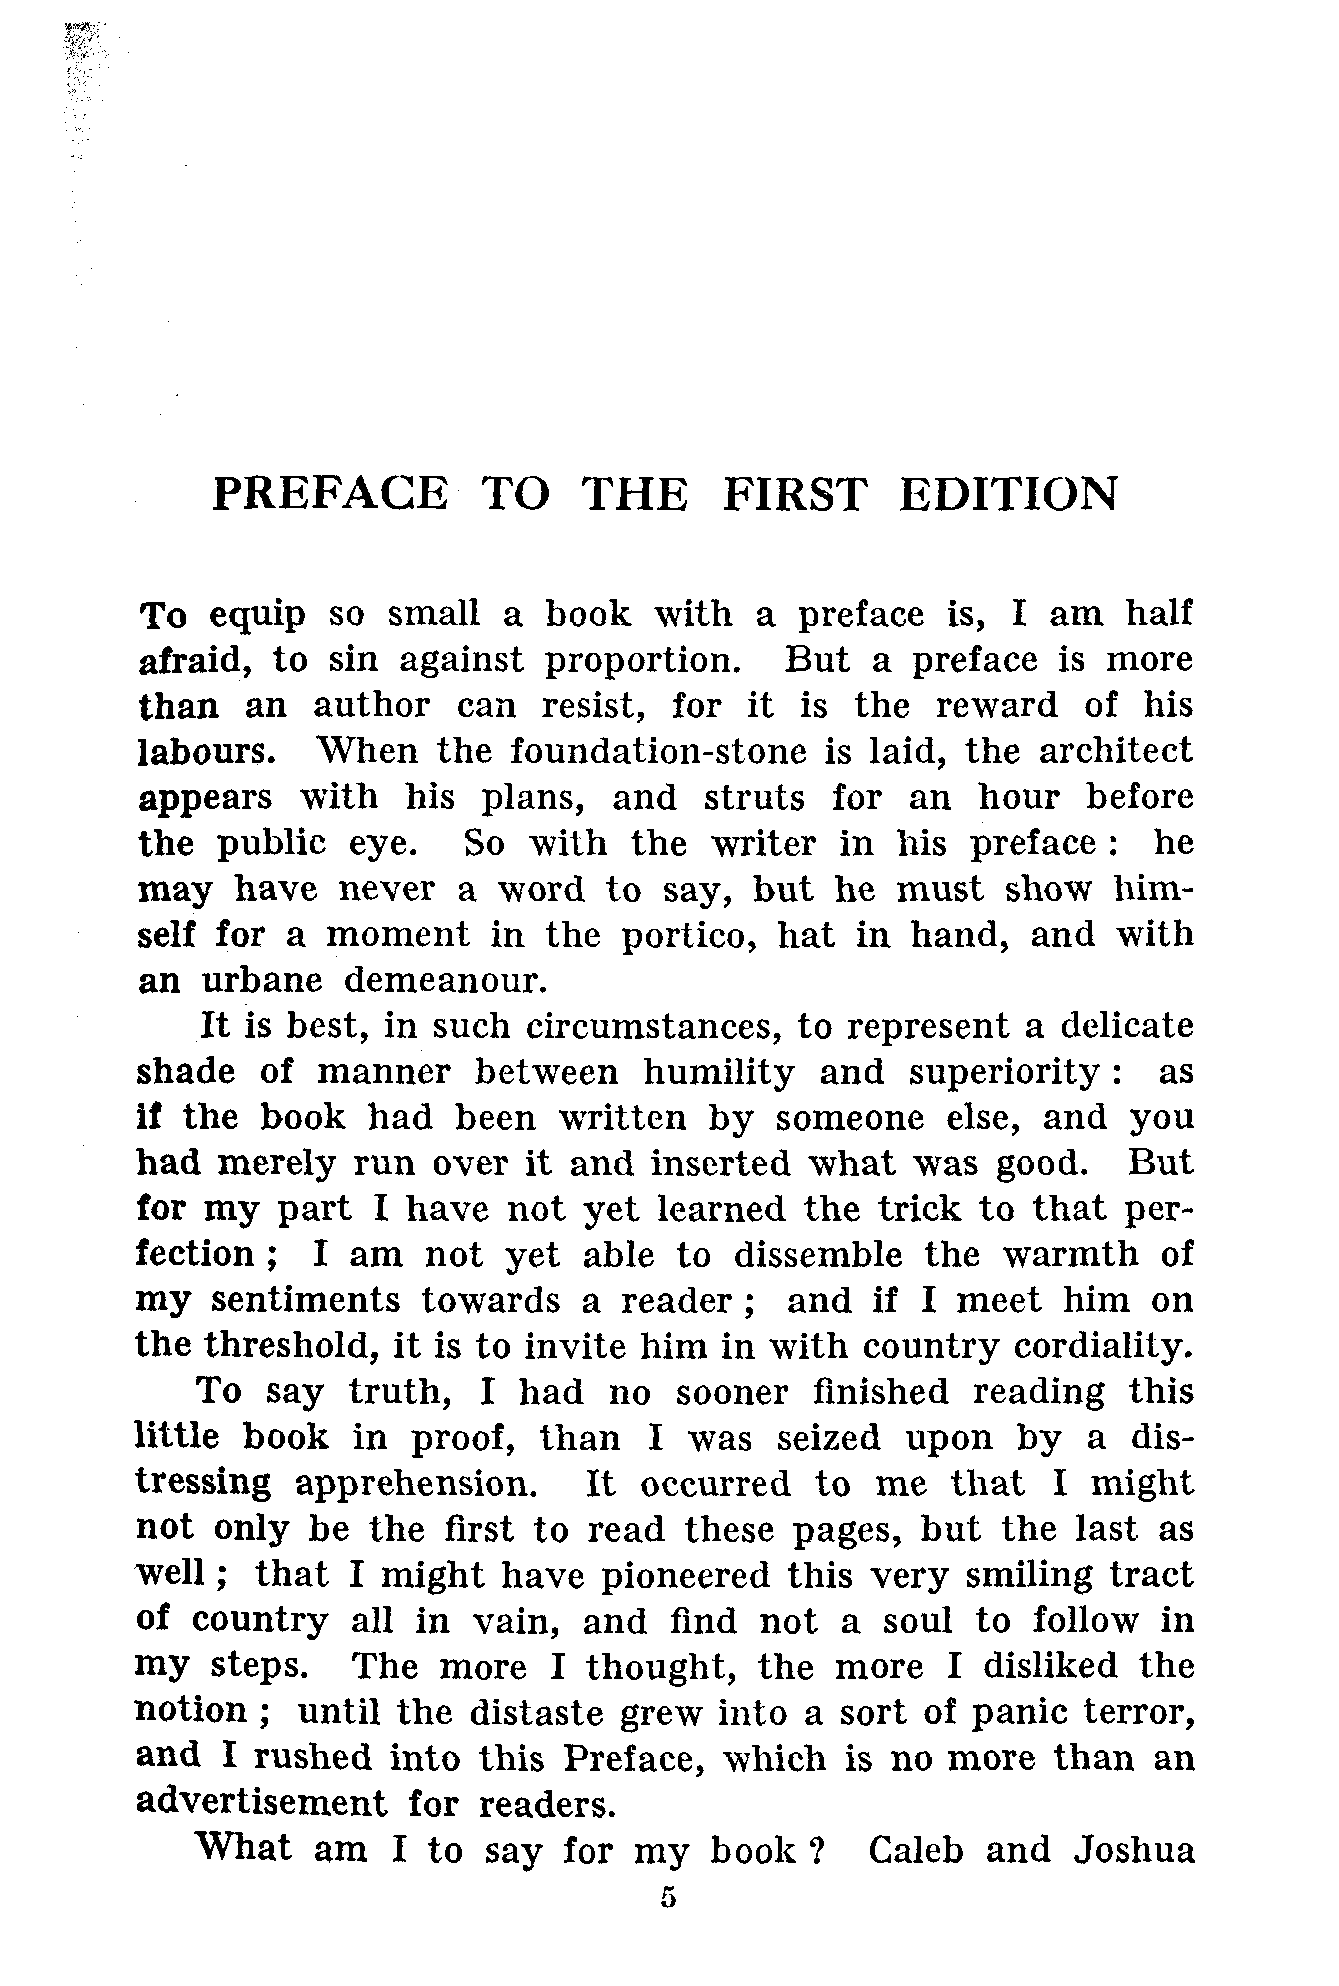 PREFACE TO THE FIRST EDITION
To equip so small a book with a preface is, I am half
afraid, to sin against proportion. But a preface is more
than an author can resist, for it is the reward of his
labours. When the foundation-stone is laid, the architect
appears with his plans, and struts for an hour before
the public eye. So with the writer in his preface : he
may have never a word to say, but he must show him-
self for a moment in the portico, hat in hand, and with
an urbane demeanour.
It is best, in such circumstances, to represent a delicate
shade of manner between humility and superiority : as
if the book had been written by someone else, and you
had merely run over it and inserted what was good. But
for my part I have not yet learned the trick to that per-
fection ; I am not yet able to dissemble the warmth of
my sentiments towards a reader ; and if I meet him on
the threshold, it is to invite him in with country cordiality.
To say truth, I had no sooner finished reading this
little book in proof, than I was seized upon by a dis-
tressing apprehension. It occurred to me that I might
not only be the first to read these pages, but the last as
well ; that I might have pioneered this very smiling tract
of country all in vain, and find not a soul to follow in
my steps. The more I thought, the more I disliked the
notion ; until the distaste grew into a sort of panic terror,
and I rushed into this Preface, which is no more than an
advertisement for readers.
What am I to say for my book ? Caleb and Joshua
5